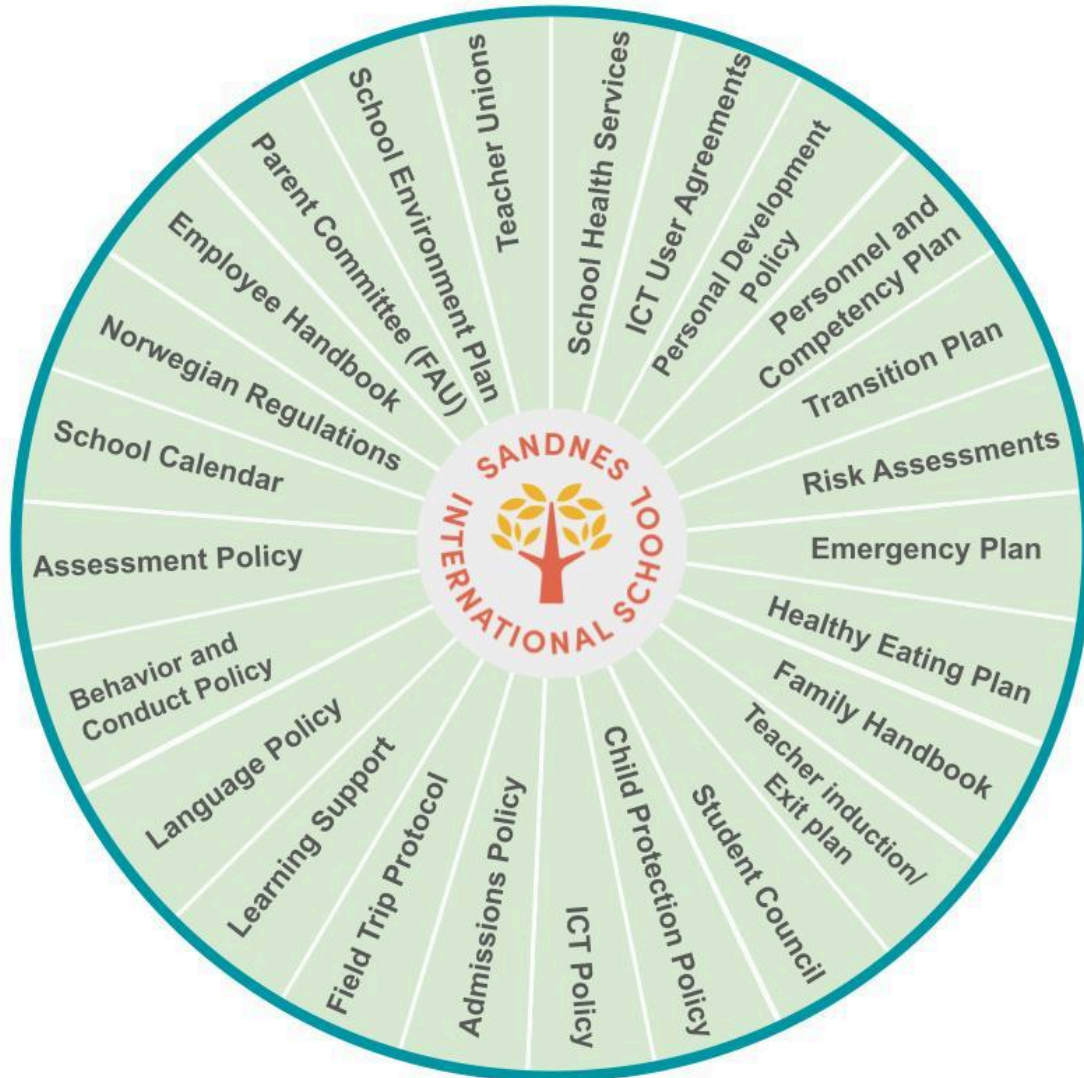 School Health Services
ICT User Agreements
Personal Development
Policy
Personnel and
Competency Plan
Transition Plan
Risk Assessments
Emergency Plan
Healthy Eating Plan
Family Handbook
Teacher induction/
Exit plan
Student Council
Child Protection Policy
ICT Policy
Admissions Policy
Field Trip Protocol
Learning Support
Language Policy
Behavior and
Conduct Policy
Assessment Policy
School Calendar
Norwegian Regulations
Employee Handbook
Parent Committee (FAU)
School Environment Plan
Teacher Unions
SANDNES
INTERNATIONAL SCHOOL